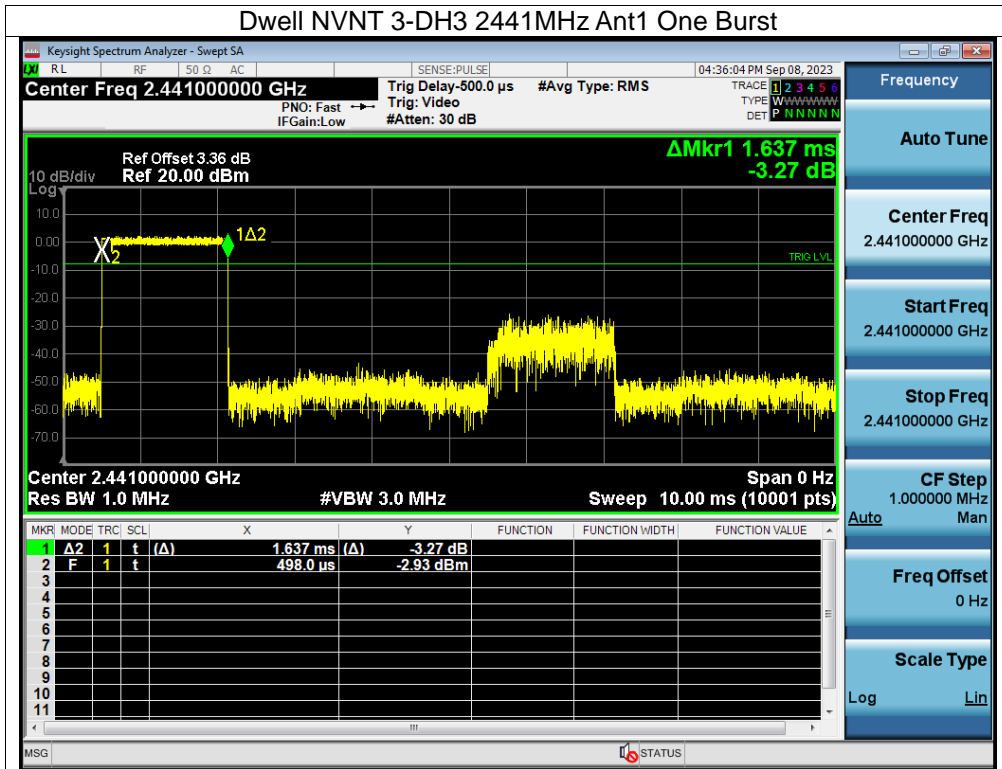 Dwell NVNT 3-DH3 2441MHz Ant1 One Burst
Keysight Spectrum Analyzer - Swept SA
LXI RL RF 50 Ω AC SENSE:PULSE 04:36:04 PM Sep 08, 2023
Center Freq 2.441000000 GHz Trig Delay-500.0 µs #Avg Type: RMS TRACE 1 2 3 4 5 6
PNO: Fast Trig: Video TYPE WWWWWW
IFGain:Low #Atten: 30 dB DET P N N N N N
ΔMkr1 1.637 ms
-3.27 dB
Ref Offset 3.36 dB
10 dB/div Ref 20.00 dBm
Log
10.0
0.00
-10.0
-20.0
-30.0
-40.0
-50.0
-60.0
-70.0
1Δ2
X2
TRIG LVL
Center 2.441000000 GHz Span 0 Hz
Res BW 1.0 MHz #VBW 3.0 MHz Sweep 10.00 ms (10001 pts)
MKR MODE TRC SCL X Y FUNCTION FUNCTION WIDTH FUNCTION VALUE
1 Δ2 1 t (Δ) 1.637 ms (Δ) -3.27 dB
2 F 1 t 498.0 µs -2.93 dBm
3
4
5
6
7
8
9
10
11
MSG STATUS
Frequency
Auto Tune
Center Freq
2.441000000 GHz
Start Freq
2.441000000 GHz
Stop Freq
2.441000000 GHz
CF Step
1.000000 MHz
Auto Man
Freq Offset
0 Hz
Scale Type
Log Lin